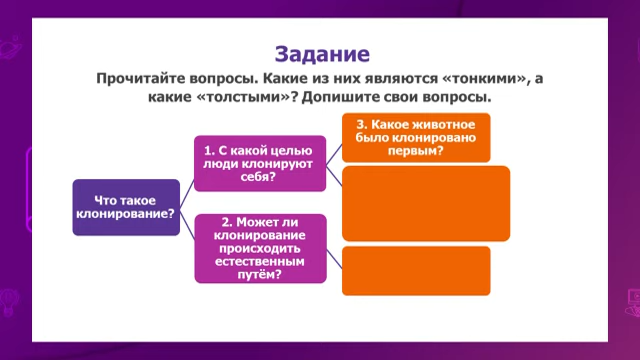 Задание
Прочитайте вопросы. Какие из них являются «тонкими», а
какие «толстыми»? Допишите свои вопросы.
3. Какое животное
было клонировано
первым?
1. С какой целью
люди клонируют
себя?
Что такое
клонирование?
2. Может ли
клонирование
происходить
естественным
путём?